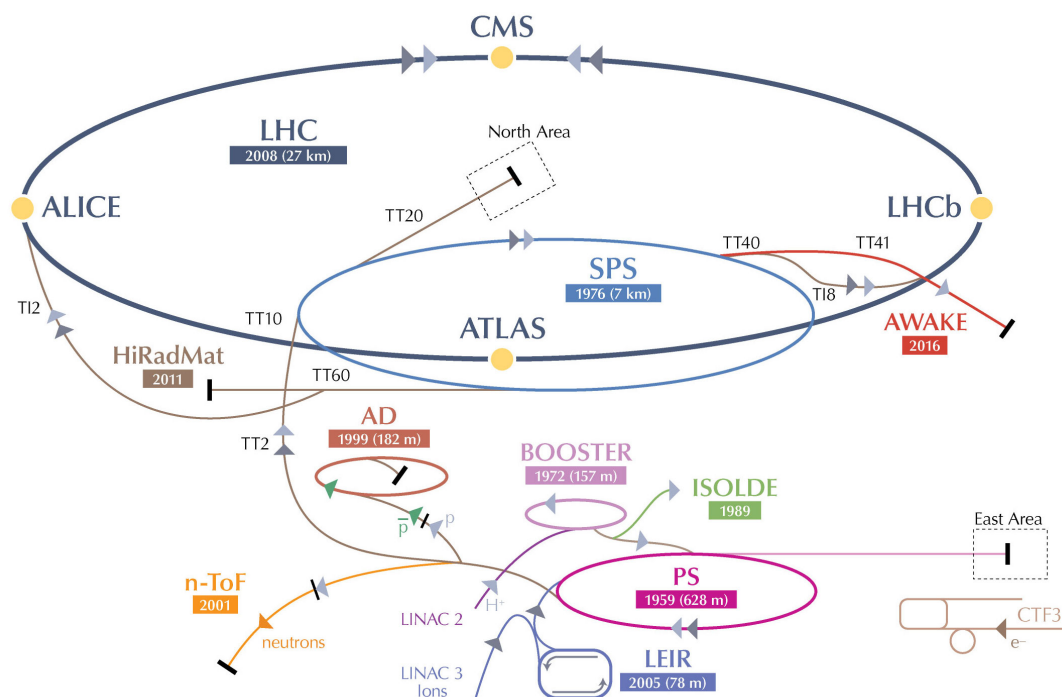 CMS
LHC
2008 (27 km)
North Area
ALICE
TT20
LHCb
TT40
TT41
SPS
1976 (7 km)
TI8
TI2
TT10
ATLAS
AWAKE
2016
HiRadMat
2011
TT60
AD
1999 (182 m)
TT2
BOOSTER
1972 (157 m)
ISOLDE
1989
p
p
East Area
n-ToF
2001
PS
1959 (628 m)
H+
LINAC 2
neutrons
CTF3
e–
LINAC 3
Ions
LEIR
2005 (78 m)